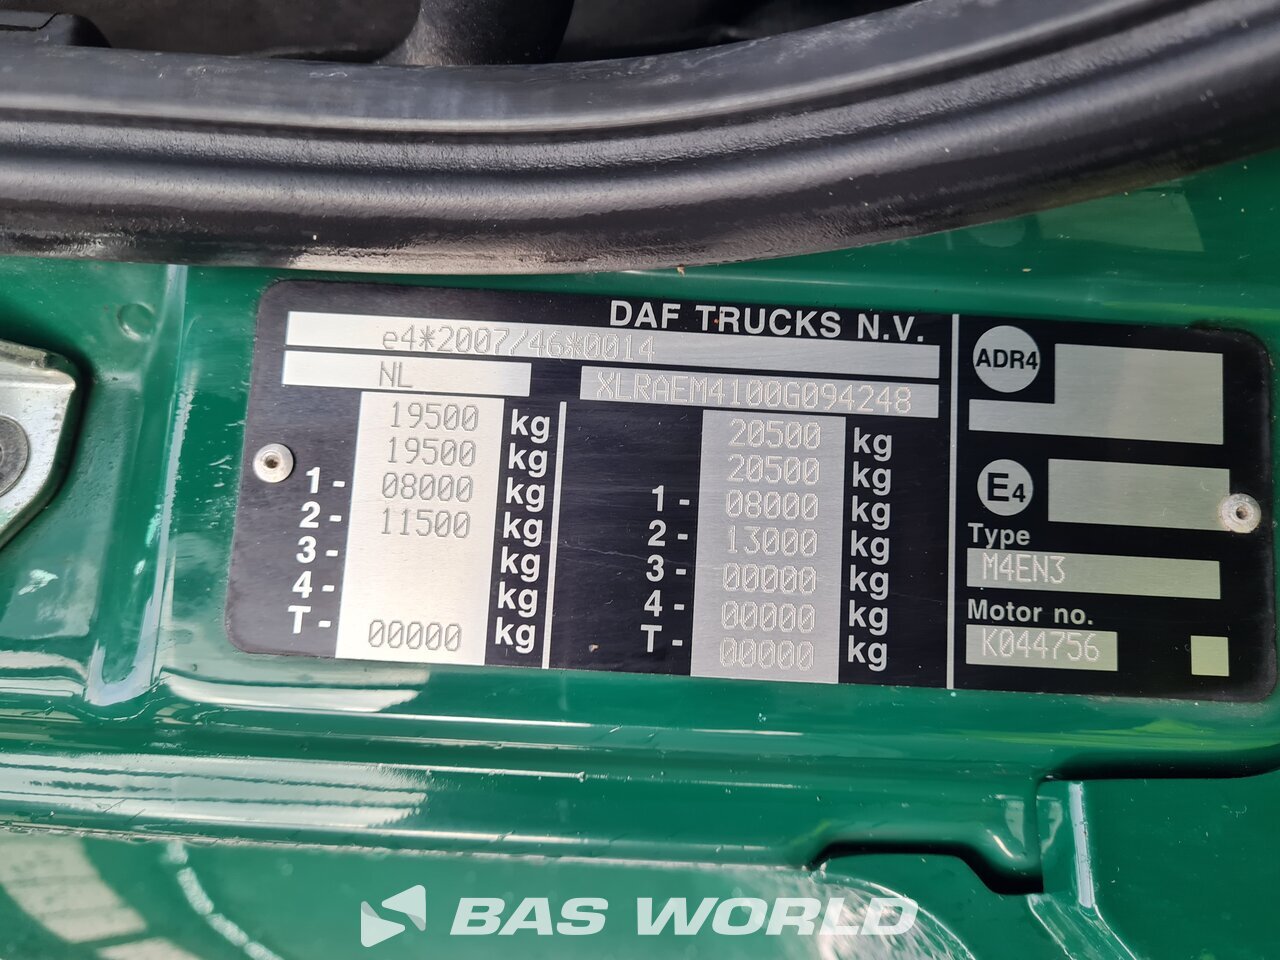 DAF TRUCKS N.V.
e4*2007/46*0014
NL
XLRAEM4100G094248
19500 kg
19500 kg
1- 08000 kg
2- 11500 kg
3- kg
4- kg
T- 00000 kg
20500 kg
20500 kg
1- 08000 kg
2- 13000 kg
3- 00000 kg
4- 00000 kg
T- 00000 kg
ADR4
E4
Type
M4EN3
Motor no.
K044756
BAS WORLD